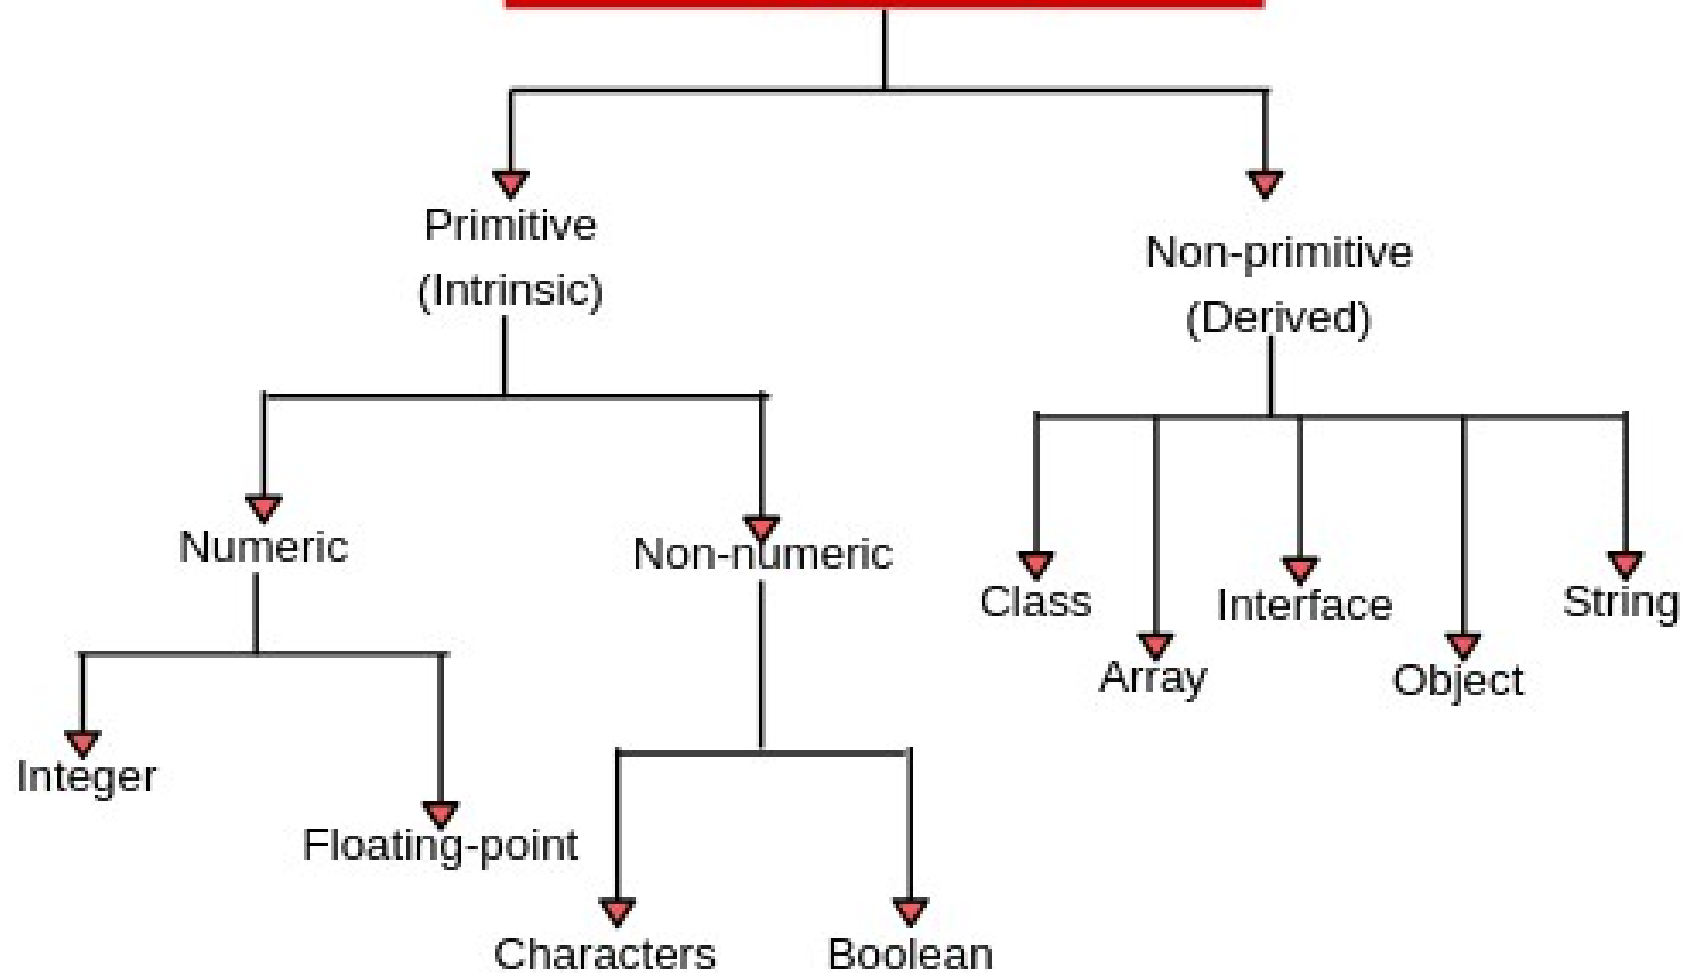 Primitive
(Intrinsic)
Non-primitive
(Derived)
Numeric
Non-numeric
Class
Interface
String
Array
Object
Integer
Floating-point
Characters
Boolean